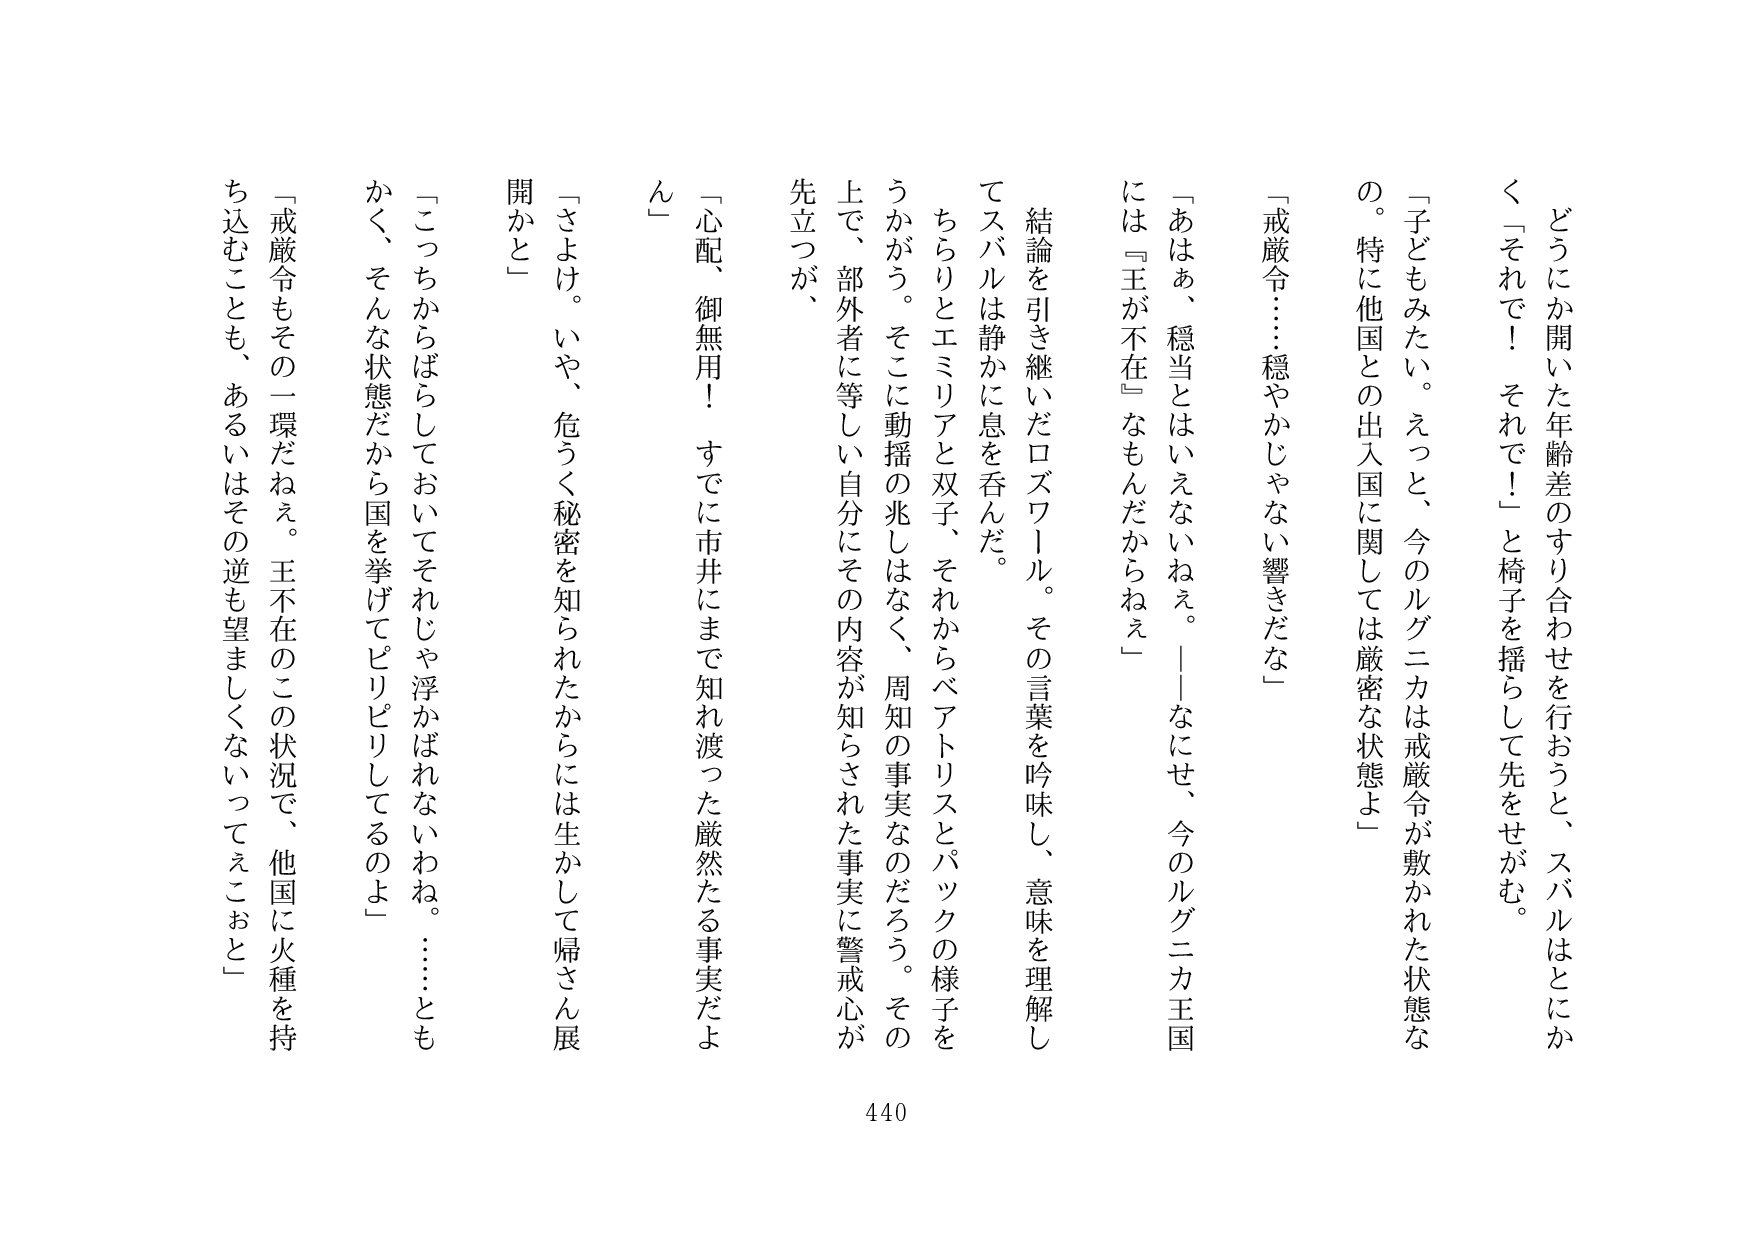 どうにか開いた年齢差のすり合わせを行おうと、スバルはとにか
く「それで！　それで！」と椅子を揺らして先をせがむ。
「子どもみたい。えっと、今のルグニカは戒厳令が敷かれた状態な
の。特に他国との出入国に関しては厳密な状態よ」
「戒厳令……穏やかじゃない響きだな」
「あはぁ、穏当とはいえないねぇ。――なにせ、今のルグニカ王国
には『王が不在』なもんだからねぇ」
　結論を引き継いだロズワール。その言葉を吟味し、意味を理解し
てスバルは静かに息を呑んだ。
　ちらりとエミリアと双子、それからベアトリスとパックの様子を
うかがう。そこに動揺の兆しはなく、周知の事実なのだろう。その
上で、部外者に等しい自分にその内容が知らされた事実に警戒心が
先立つが、
「心配、御無用！　すでに市井にまで知れ渡った厳然たる事実だよ
ん」
「さよけ。いや、危うく秘密を知られたからには生かして帰さん展
開かと」
「こっちからばらしておいてそれじゃ浮かばれないわね。……とも
かく、そんな状態だから国を挙げてピリピリしてるのよ」
「戒厳令もその一環だねぇ。王不在のこの状況で、他国に火種を持
ち込むことも、あるいはその逆も望ましくないってぇこぉと」
440